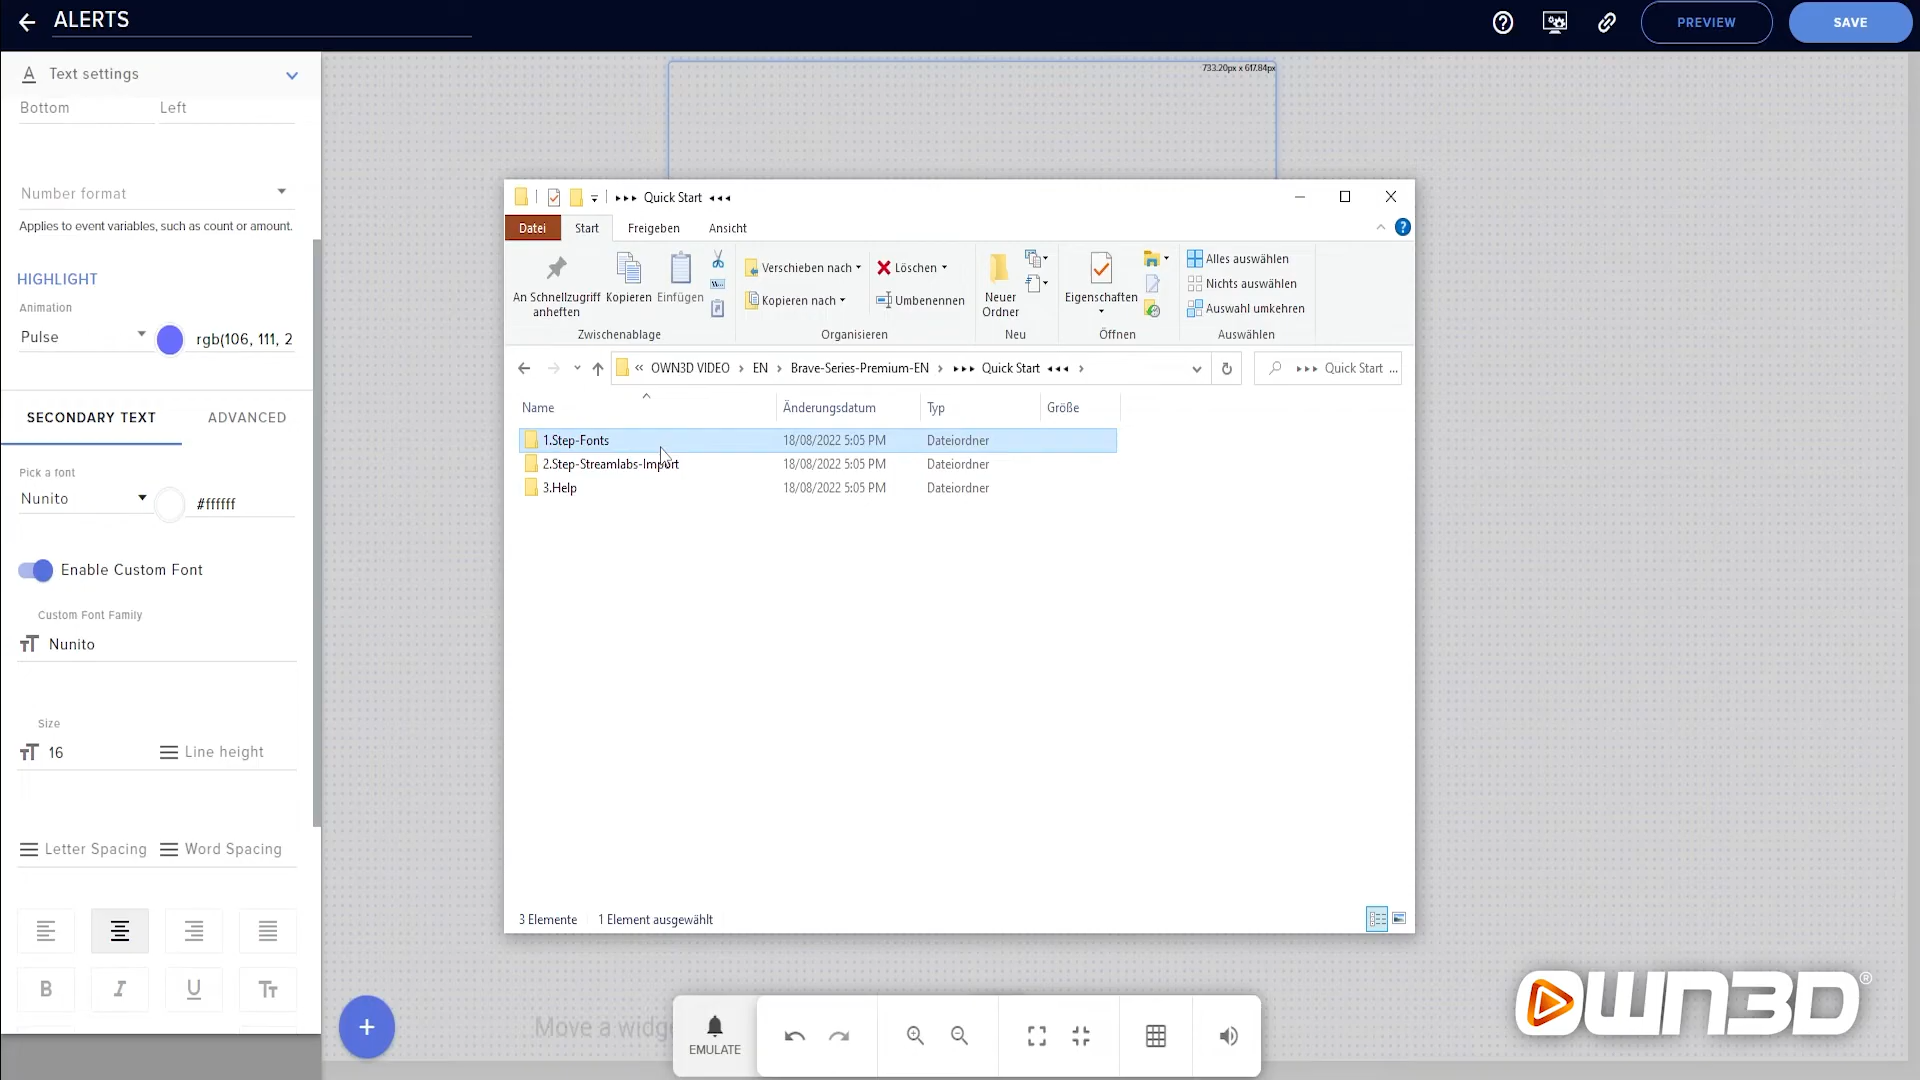 ALERTS
PREVIEW
SAVE
Text settings
Bottom Left
Number format
Applies to event variables, such as count or amount.
HIGHLIGHT
Animation
Pulse rgb(106, 111, 2
SECONDARY TEXT ADVANCED
Pick a font
Nunito #ffffff
Enable Custom Font
Custom Font Family
Nunito
Size
16 Line height
Letter Spacing Word Spacing
B I U Tt
733.20px x 617.84px
▸▸▸ Quick Start ◂◂◂
Datei Start Freigeben Ansicht
An Schnellzugriff anheften
Kopieren
Einfügen
Zwischenablage
Verschieben nach
Kopieren nach
Löschen
Umbenennen
Organisieren
Neuer Ordner
Neu
Eigenschaften
Öffnen
Alles auswählen
Nichts auswählen
Auswahl umkehren
Auswählen
« OWN3D VIDEO › EN › Brave-Series-Premium-EN › ▸▸▸ Quick Start ◂◂◂ ›
▸▸▸ Quick Start ...
Name Änderungsdatum Typ Größe
1.Step-Fonts 18/08/2022 5:05 PM Dateiordner
2.Step-Streamlabs-Import 18/08/2022 5:05 PM Dateiordner
3.Help 18/08/2022 5:05 PM Dateiordner
3 Elemente 1 Element ausgewählt
Move a widge
EMULATE
OWN3D®